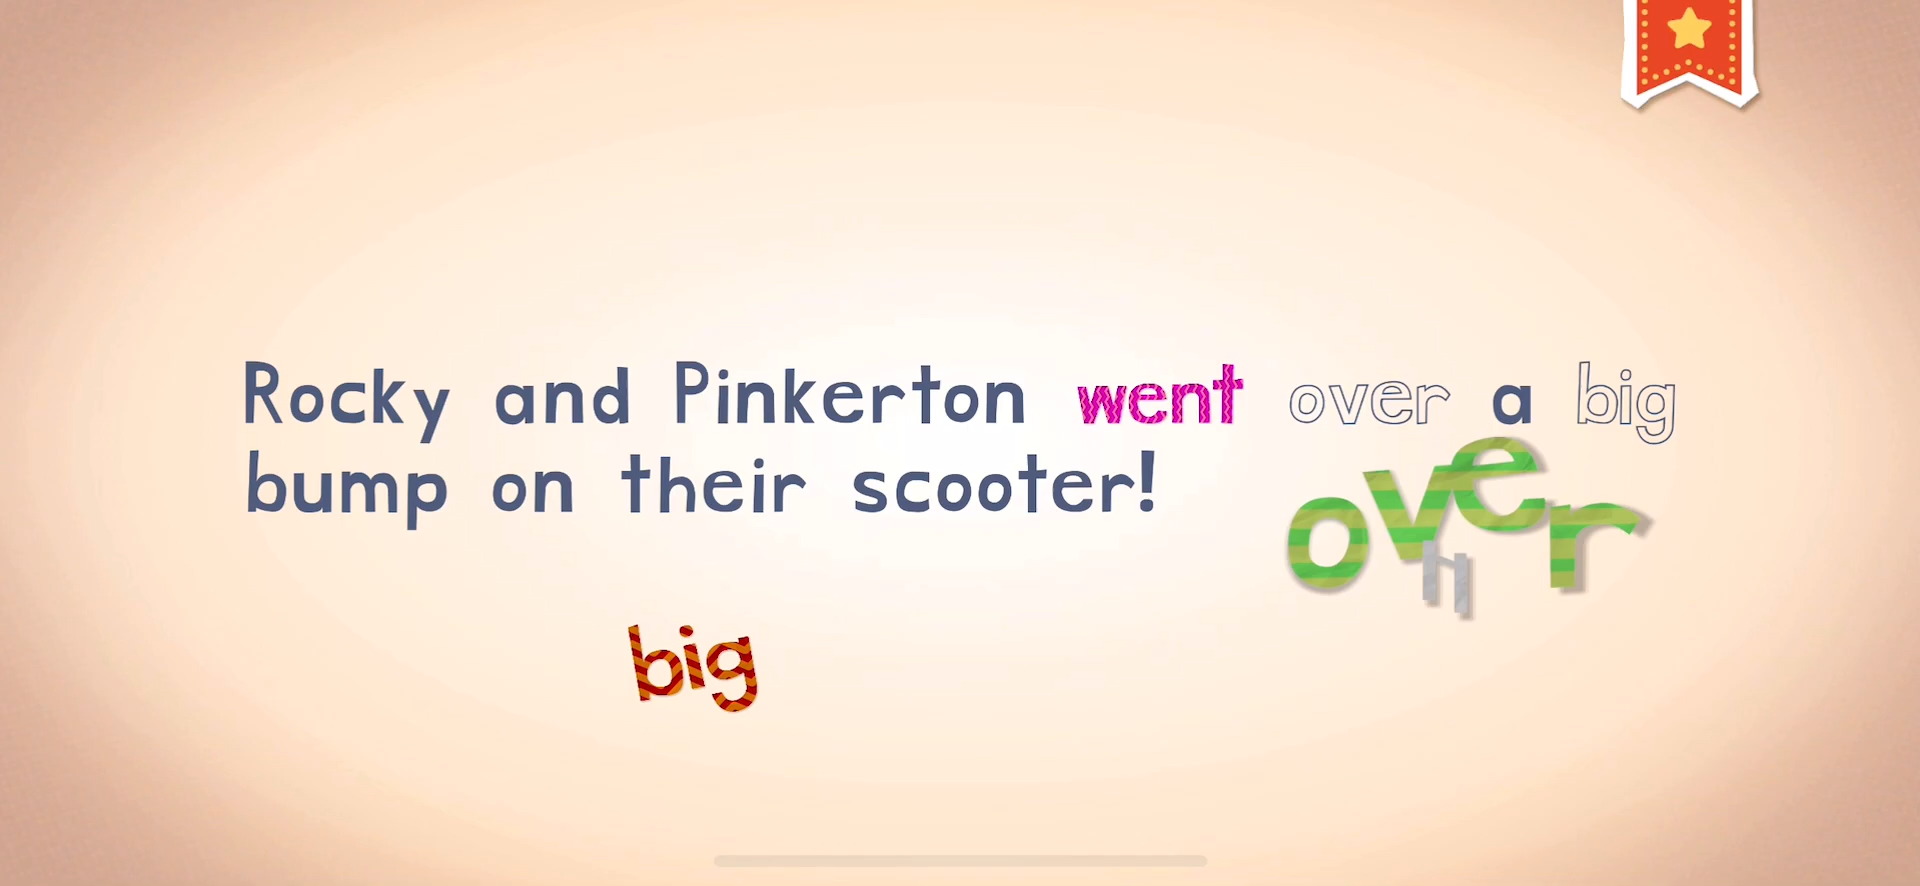 Rocky and Pinkerton went over a big
bump on their scooter!
over
big